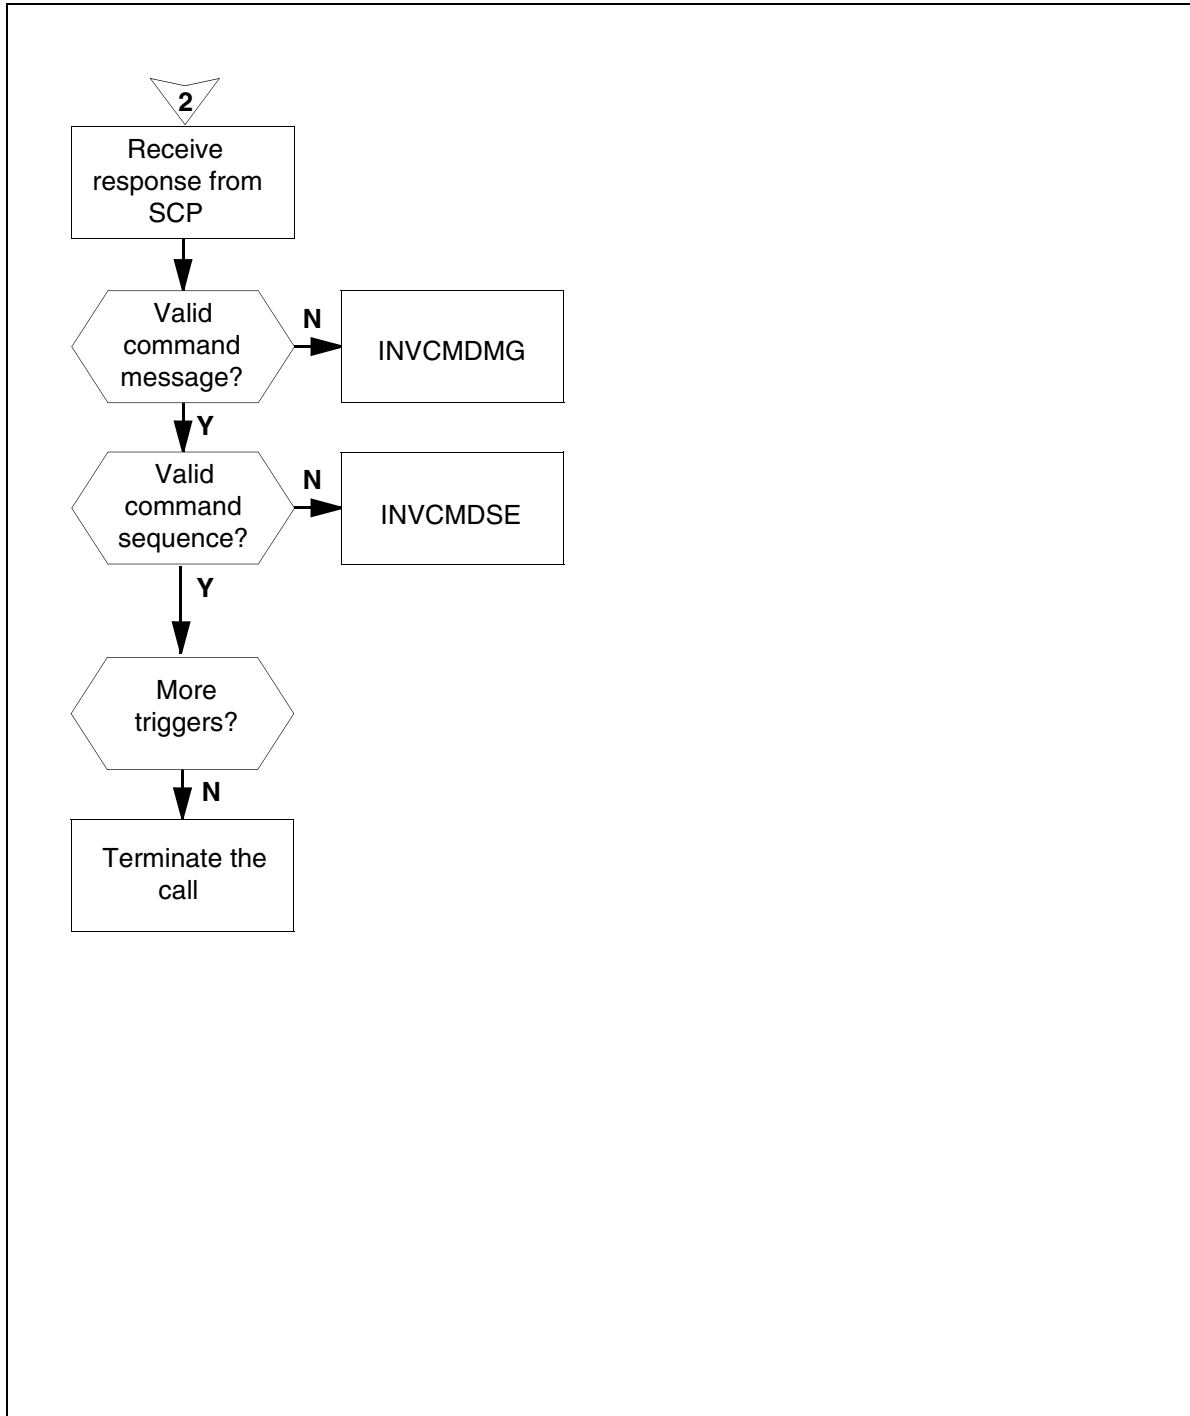 2
Receive
response from
SCP
Valid
command
message?
N
INVCMDMG
Y
Valid
command
sequence?
N
INVCMDSE
Y
More
triggers?
N
Terminate the
call